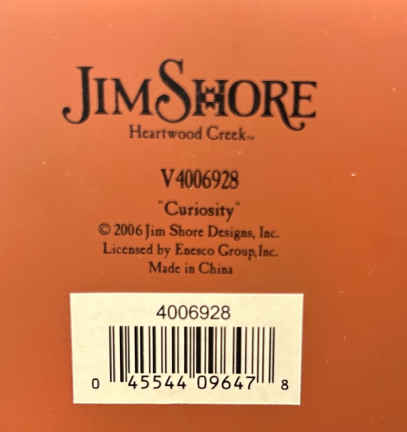 JIM SHORE
Heartwood Creek™
V4006928
"Curiosity"
© 2006 Jim Shore Designs, Inc.
Licensed by Enesco Group, Inc.
Made in China
4006928
0 45544 09647 8